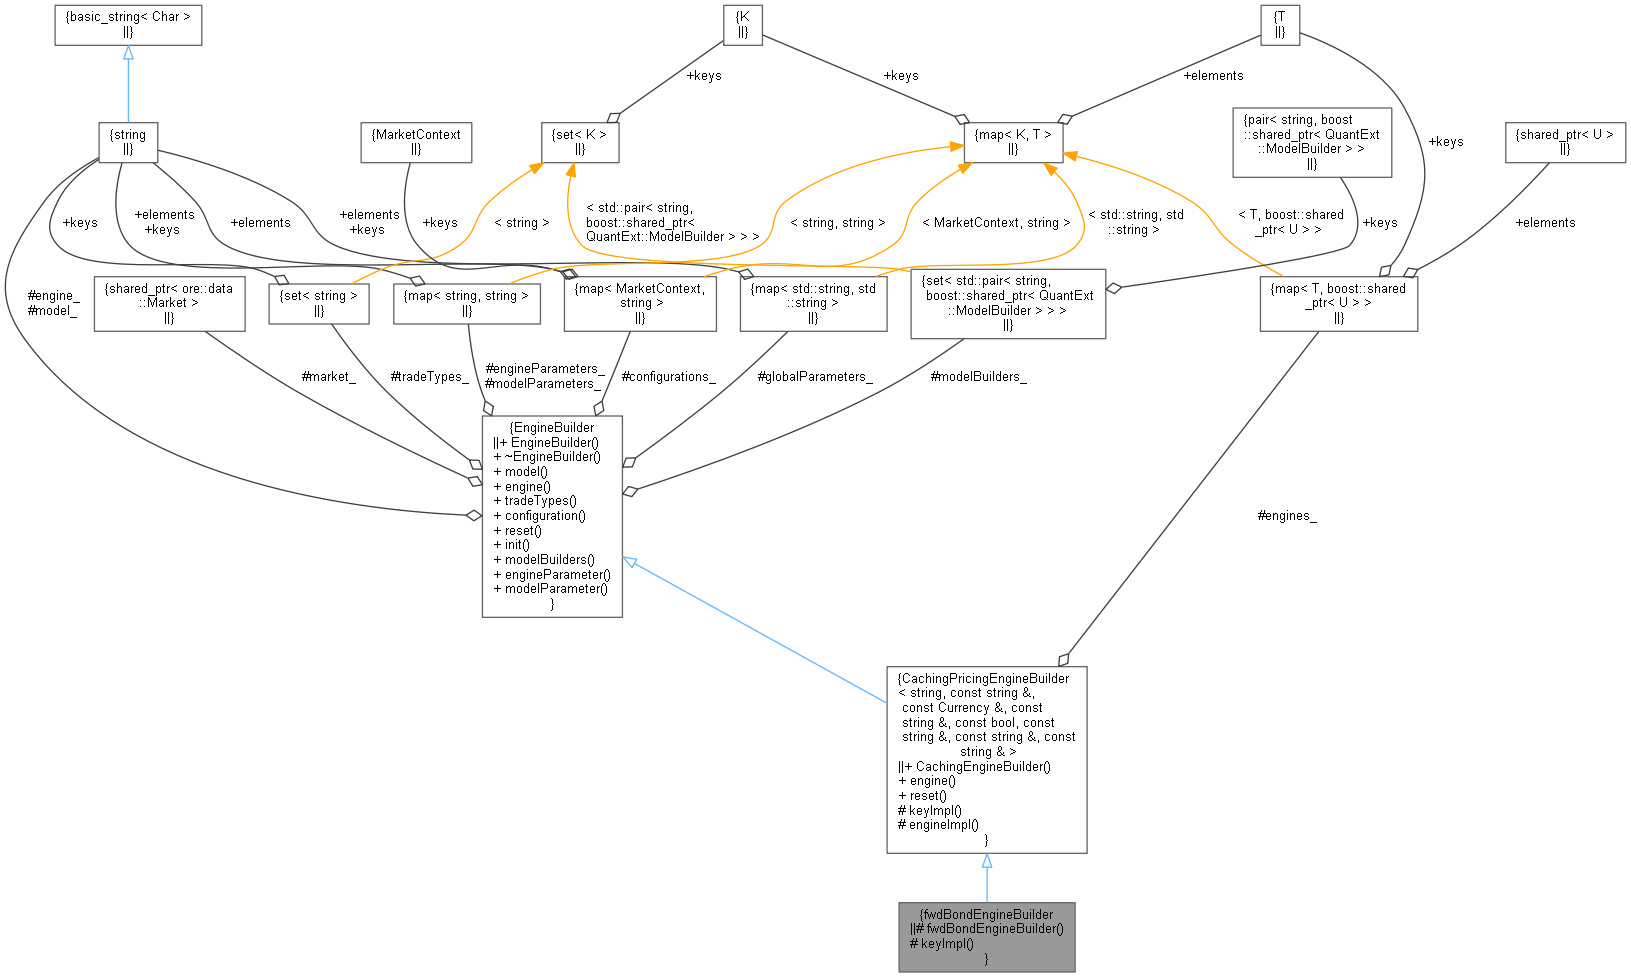 {basic_string< Char >
||}
{K
||}
{T
||}
+keys
+keys
+elements
{string
||}
{MarketContext
||}
{set< K >
||}
{map< K, T >
||}
{pair< string, boost
::shared_ptr< QuantExt
::ModelBuilder > >
||}
+keys
{shared_ptr< U >
||}
+keys
+elements
+keys
+elements
+elements
+keys
+keys
< string >
< std::pair< string,
boost::shared_ptr<
QuantExt::ModelBuilder > > >
< string, string >
< MarketContext, string >
< std::string, std
::string >
< T, boost::shared
_ptr< U > >
+keys
+elements
#engine_
#model_
{shared_ptr< ore::data
::Market >
||}
{set< string >
||}
{map< string, string >
||}
{map< MarketContext,
string >
||}
{map< std::string, std
::string >
||}
{set< std::pair< string,
boost::shared_ptr< QuantExt
::ModelBuilder > > >
||}
{map< T, boost::shared
_ptr< U > >
||}
#market_
#tradeTypes_
#engineParameters_
#modelParameters_
#configurations_
#globalParameters_
#modelBuilders_
{EngineBuilder
||+ EngineBuilder()
+ ~EngineBuilder()
+ model()
+ engine()
+ tradeTypes()
+ configuration()
+ reset()
+ init()
+ modelBuilders()
+ engineParameter()
+ modelParameter()
}
#engines_
{CachingPricingEngineBuilder
< string, const string &,
const Currency &, const
string &, const bool, const
string &, const string &, const
string & >
||+ CachingEngineBuilder()
+ engine()
+ reset()
# keyImpl()
# engineImpl()
}
{fwdBondEngineBuilder
||# fwdBondEngineBuilder()
# keyImpl()
}